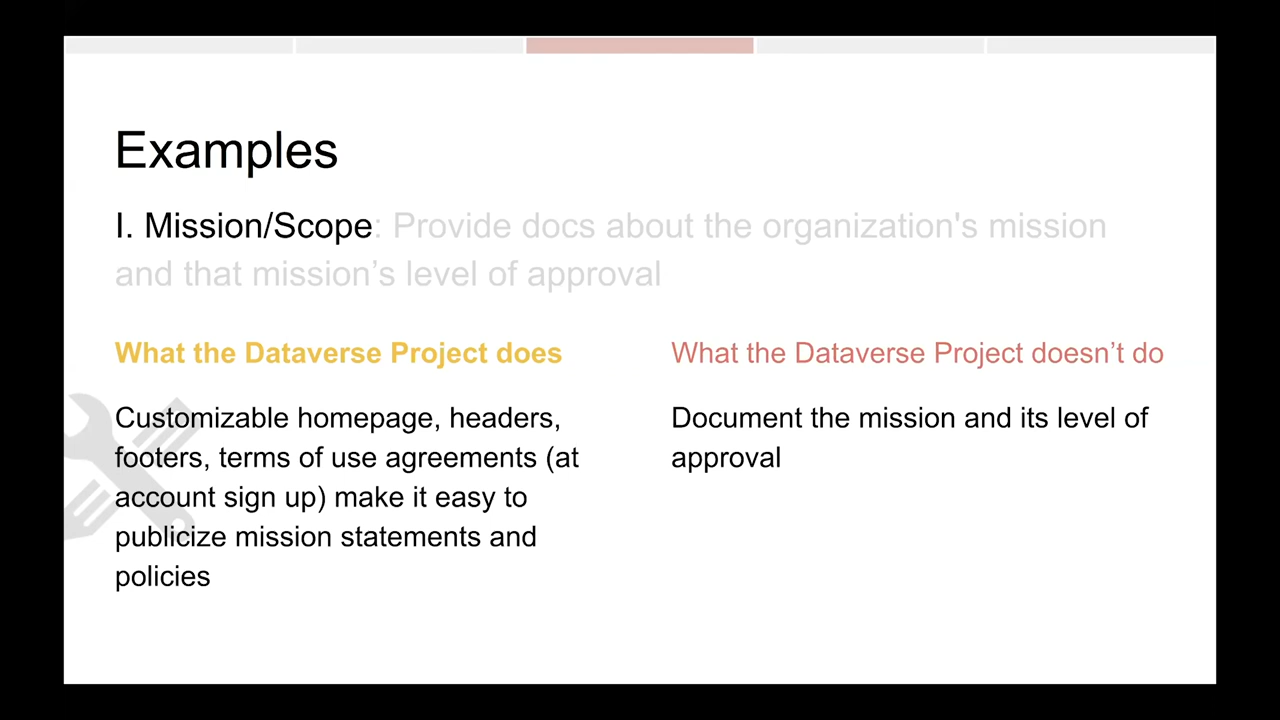 Examples
I. Mission/Scope: Provide docs about the organization's mission
and that mission’s level of approval
What the Dataverse Project does
Customizable homepage, headers,
footers, terms of use agreements (at
account sign up) make it easy to
publicize mission statements and
policies
What the Dataverse Project doesn’t do
Document the mission and its level of
approval